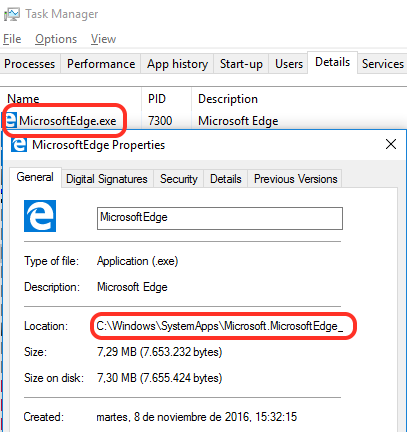 Task Manager
File Options View
Processes Performance App history Start-up Users Details Services
Name PID Description
MicrosoftEdge.exe 7300 Microsoft Edge
MicrosoftEdge Properties
General Digital Signatures Security Details Previous Versions
MicrosoftEdge
Type of file: Application (.exe)
Description: Microsoft Edge
Location: C:\Windows\SystemApps\Microsoft.MicrosoftEdge_
Size: 7,29 MB (7.653.232 bytes)
Size on disk: 7,30 MB (7.655.424 bytes)
Created: martes, 8 de noviembre de 2016, 15:32:15